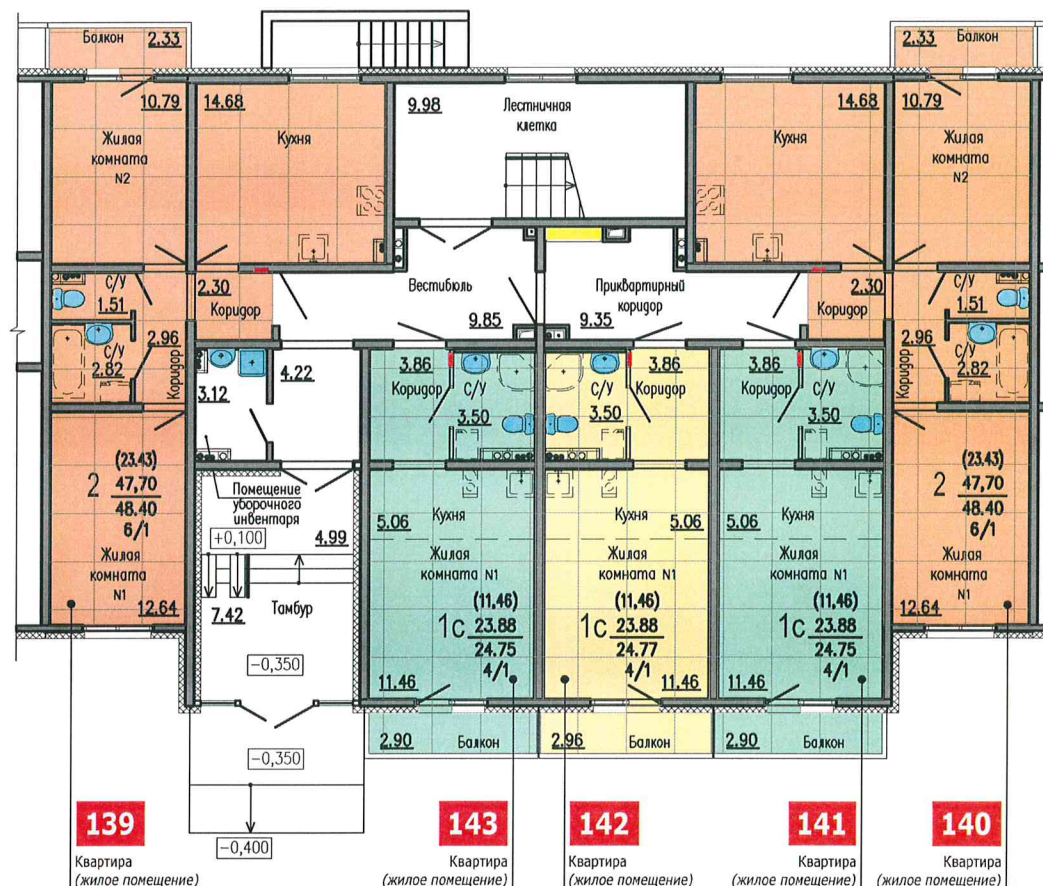 Балкон
2.33
2.33
Балкон
10.79
14.68
9.98
Лестничная
клетка
14.68
10.79
Жилая
комната
N2
Кухня
Кухня
Жилая
комната
N2
С/У
1.51
2.30
Коридор
Вестибюль
9.85
Приквартирный
коридор
9.35
2.30
Коридор
С/У
1.51
2.96
Коридор
С/У
2.82
3.12
4.22
3.86
Коридор
С/У
3.50
С/У
3.50
3.86
Коридор
3.86
Коридор
С/У
3.50
2.96
Коридор
С/У
2.82
2
(23.43)
47,70
48.40
6/1
Жилая
комната
N1
12.64
Помещение
уборочного
инвентаря
+0,100
4.99
7.42
Тамбур
-0,350
-0,350
-0,400
Кухня
5.06
Жилая
комната N1
1с
(11,46)
23.88
24.75
4/1
11.46
2.90
Балкон
Кухня
5.06
Жилая
комната N1
1с
(11,46)
23.88
24.77
4/1
11.46
2.96
Балкон
Кухня
5.06
Жилая
комната N1
1с
(11,46)
23.88
24.75
4/1
11.46
2.90
Балкон
2
(23.43)
47,70
48.40
6/1
Жилая
комната
N1
12.64
139
Квартира
(жилое помещение)
143
Квартира
(жилое помещение)
142
Квартира
(жилое помещение)
141
Квартира
(жилое помещение)
140
Квартира
(жилое помещение)